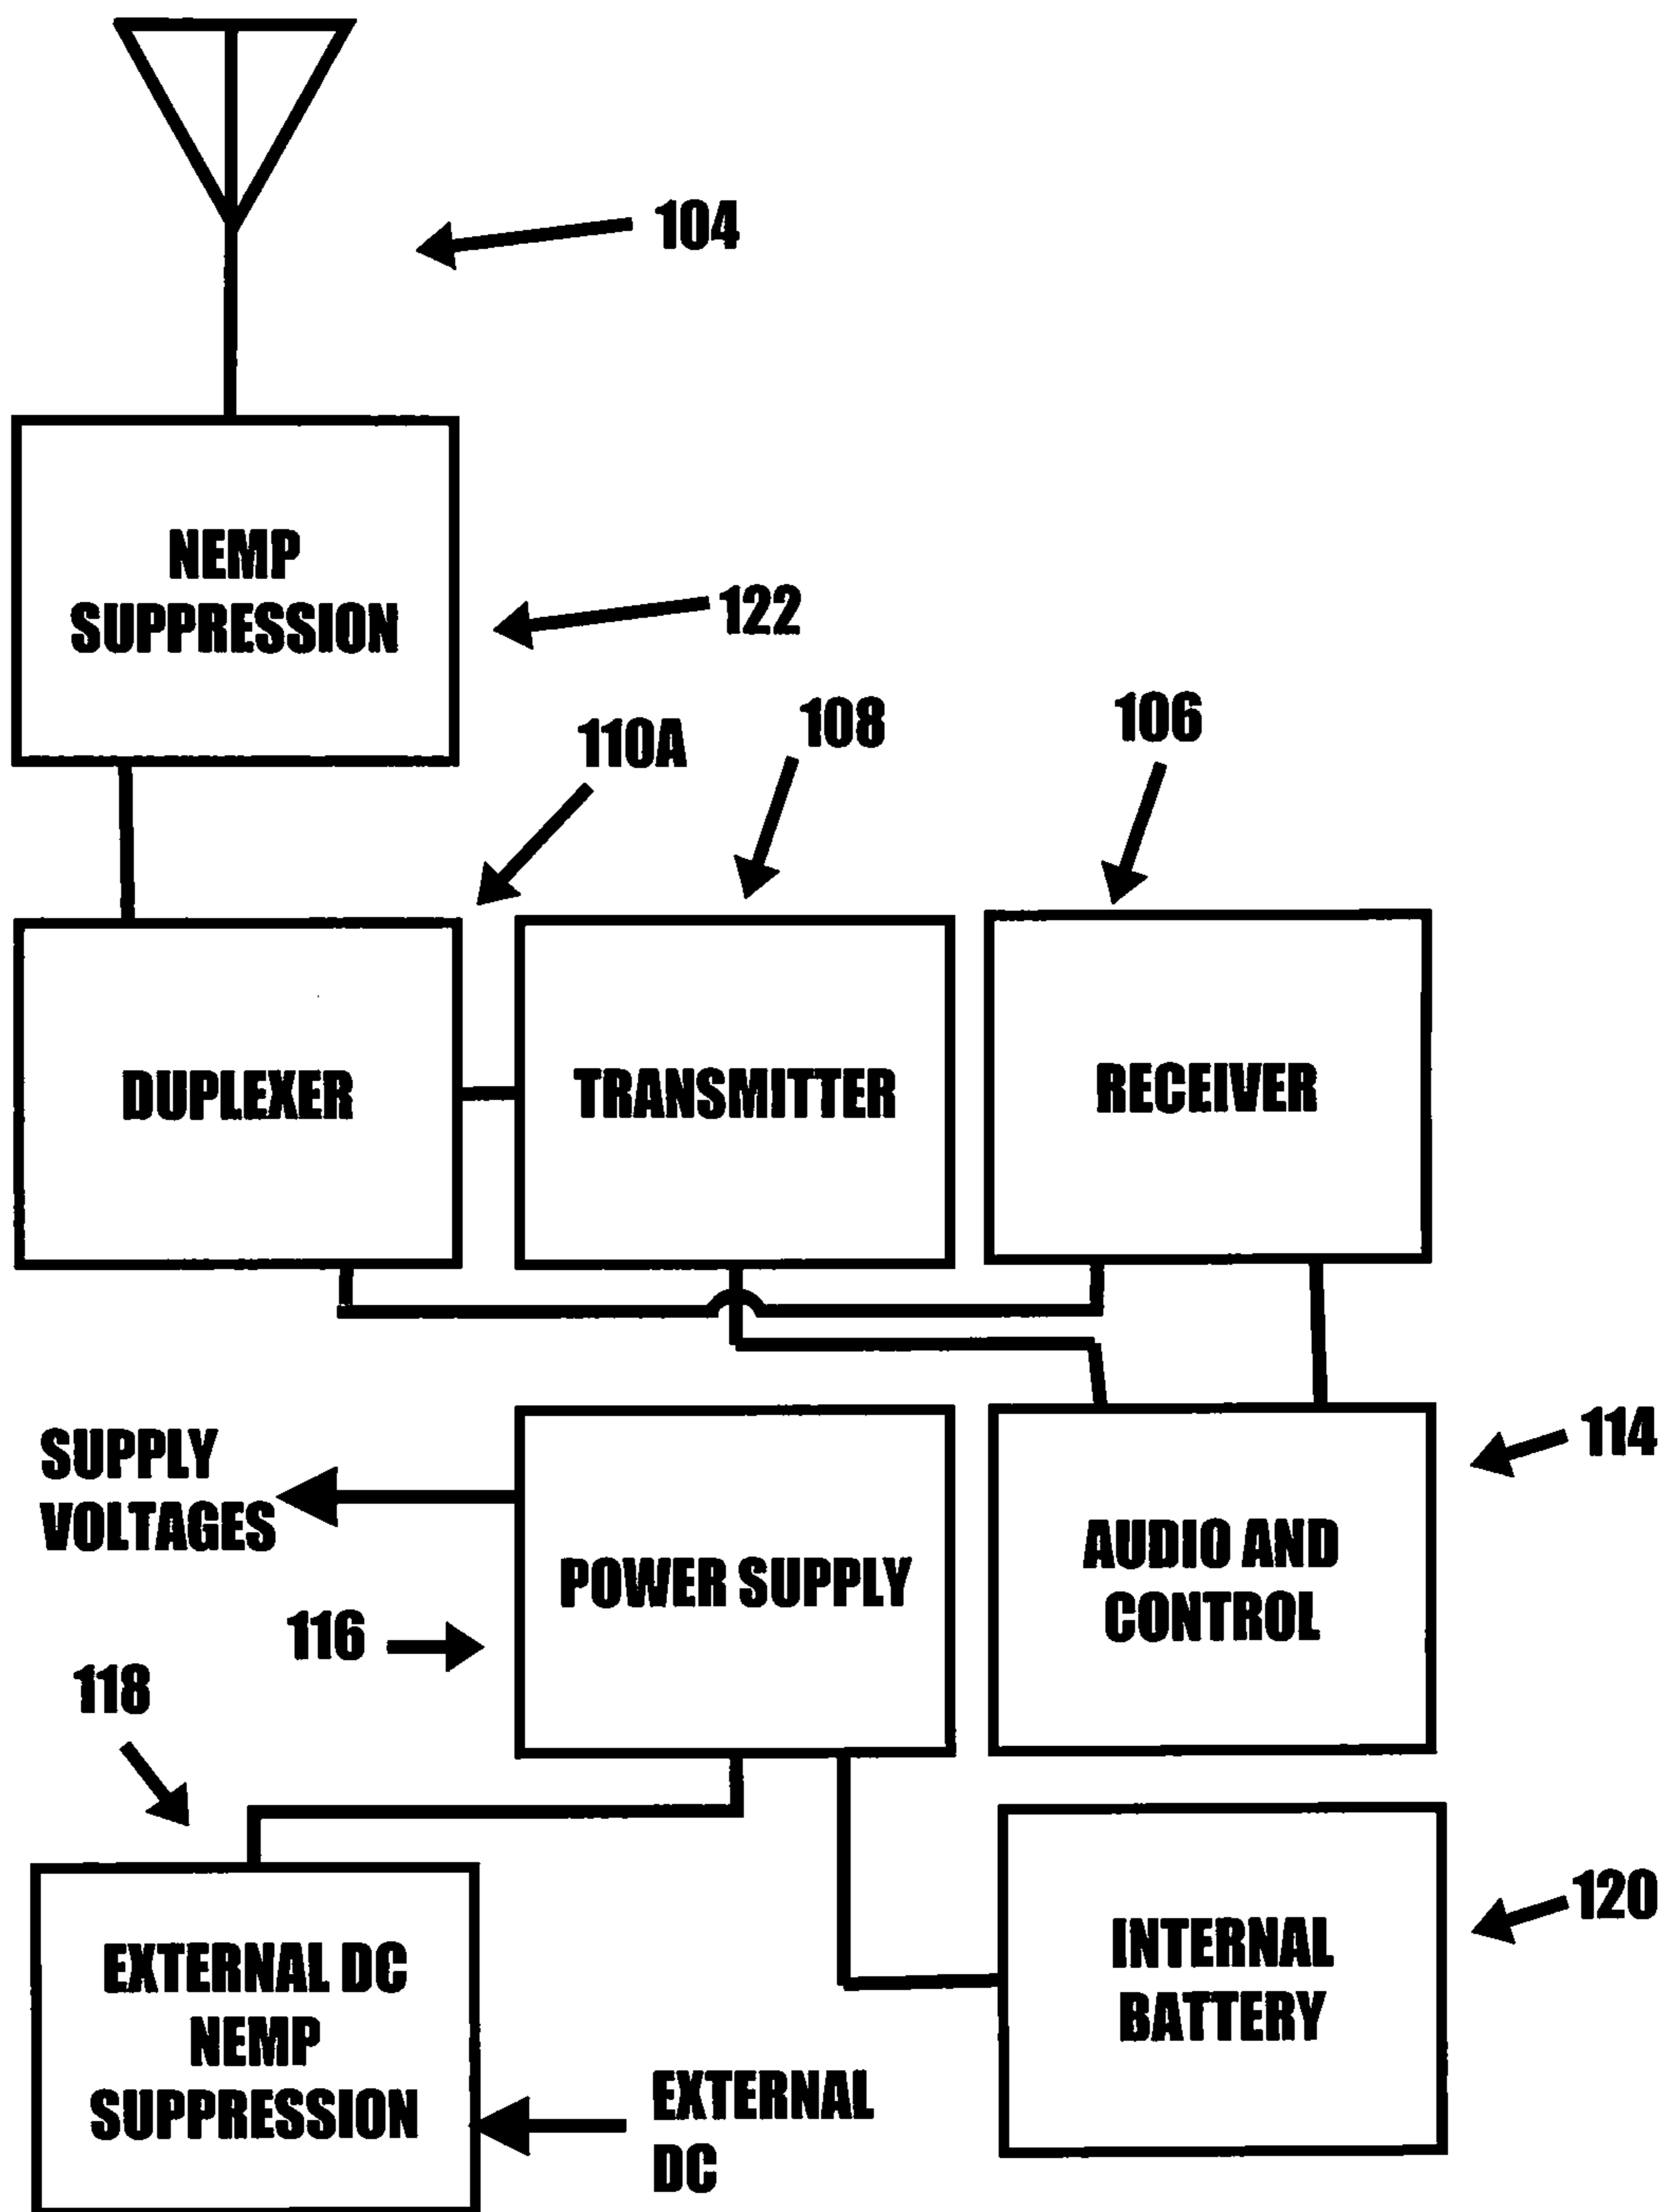 104
NEMP
SUPPRESSION
122
110A
108
106
DUPLEXER
TRANSMITTER
RECEIVER
SUPPLY
VOLTAGES
POWER SUPPLY
116
118
AUDIO AND
CONTROL
114
EXTERNAL DC
NEMP
SUPPRESSION
EXTERNAL
DC
INTERNAL
BATTERY
120